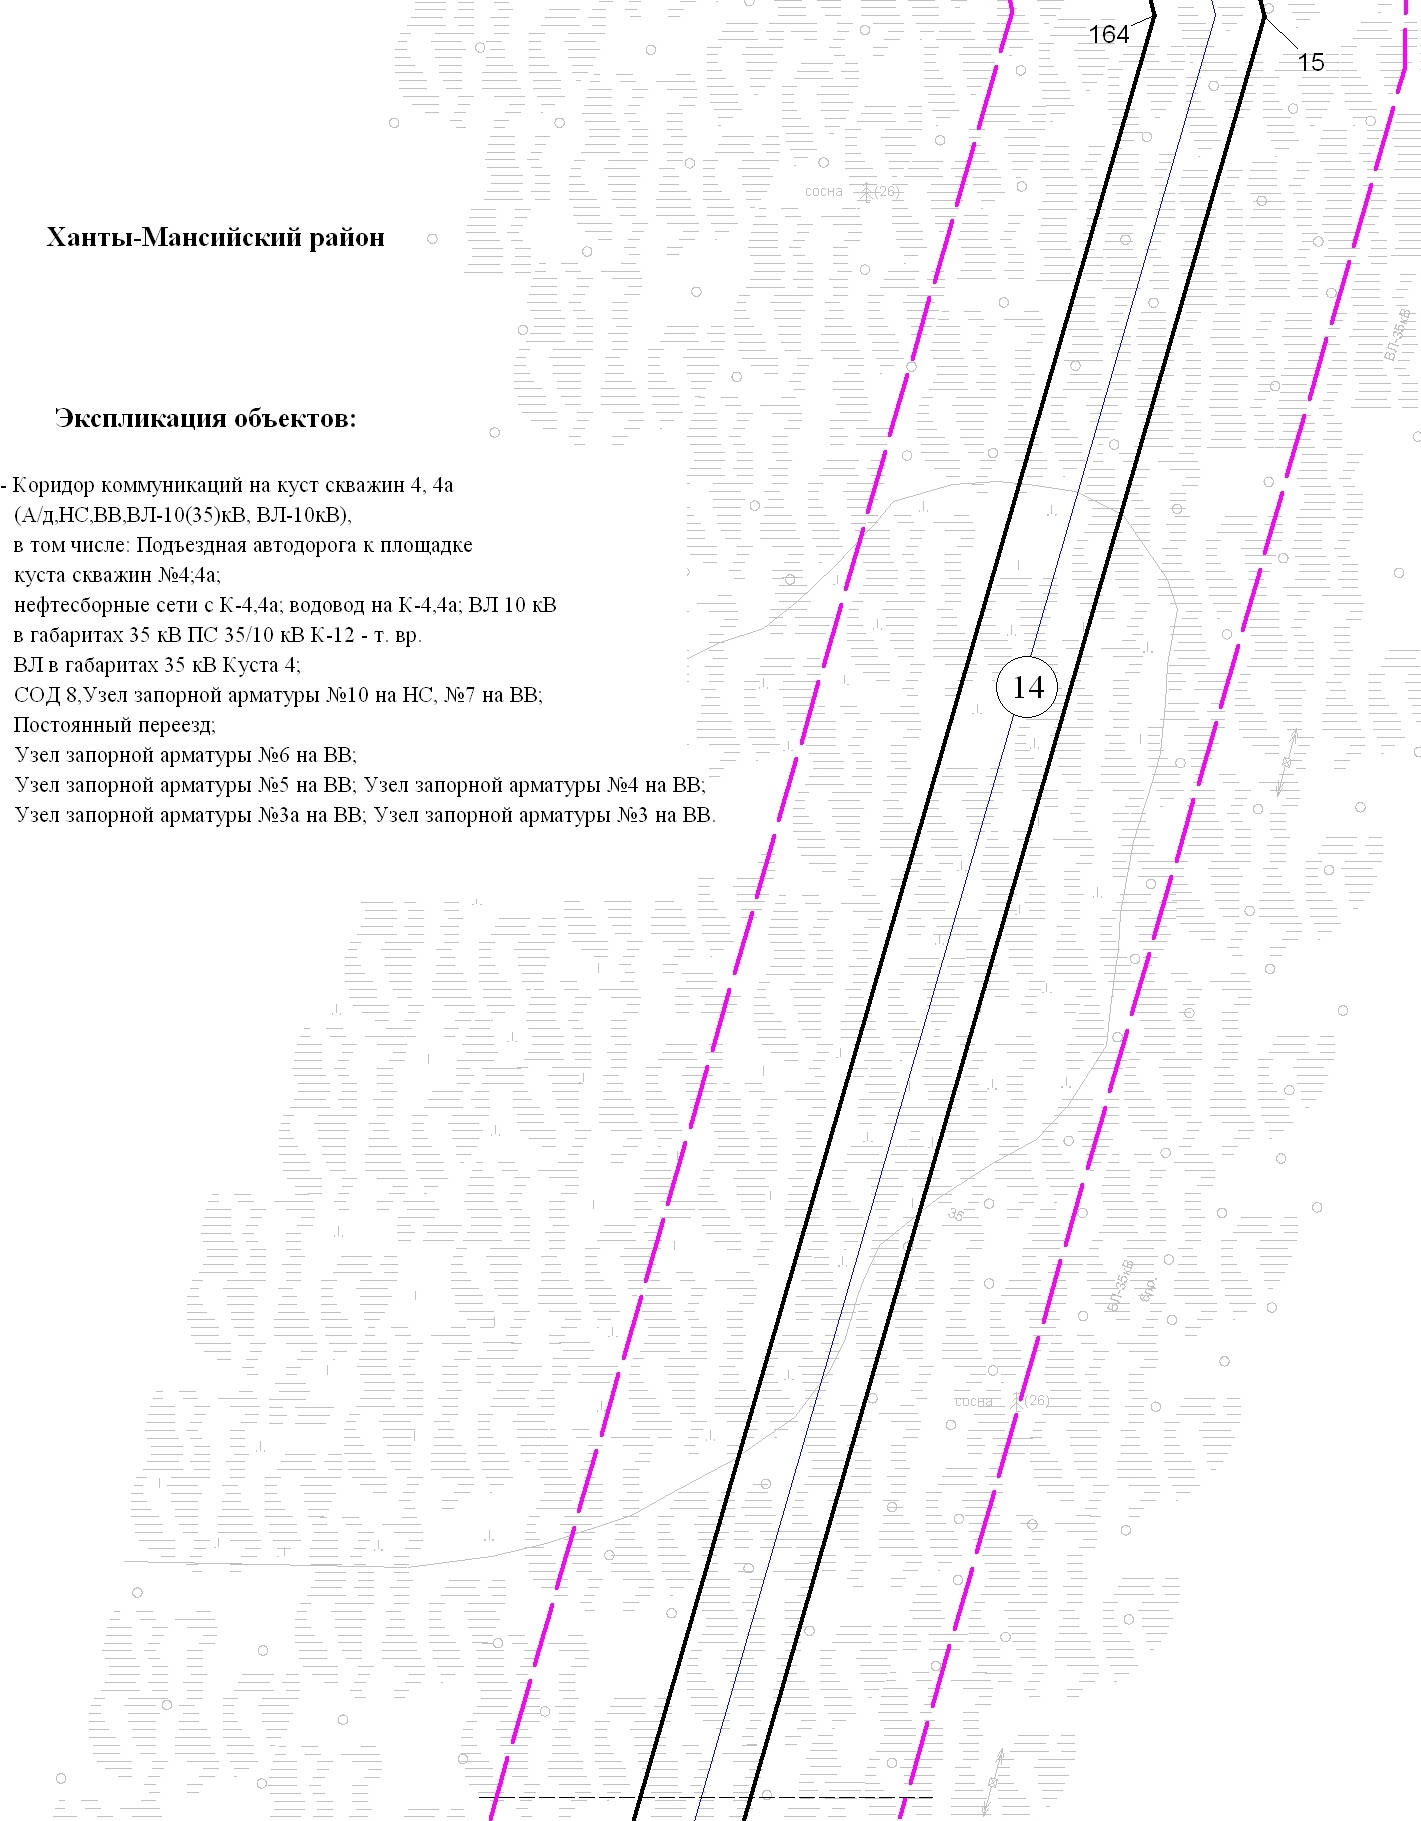 164
15
сосна (26)
Ханты-Мансийский район
ВЛ-35кВ
Экспликация объектов:
- Коридор коммуникаций на куст скважин 4, 4а
(А/д,НС,ВВ,ВЛ-10(35)кВ, ВЛ-10кВ),
в том числе: Подъездная автодорога к площадке
куста скважин №4;4а;
нефтесборные сети с К-4,4а; водовод на К-4,4а; ВЛ 10 кВ
в габаритах 35 кВ ПС 35/10 кВ К-12 - т. вр.
ВЛ в габаритах 35 кВ Куста 4;
СОД 8,Узел запорной арматуры №10 на НС, №7 на ВВ;
Постоянный переезд;
Узел запорной арматуры №6 на ВВ;
Узел запорной арматуры №5 на ВВ; Узел запорной арматуры №4 на ВВ;
Узел запорной арматуры №3а на ВВ; Узел запорной арматуры №3 на ВВ.
14
35
ВЛ-35кВ
6пр.
сосна (26)